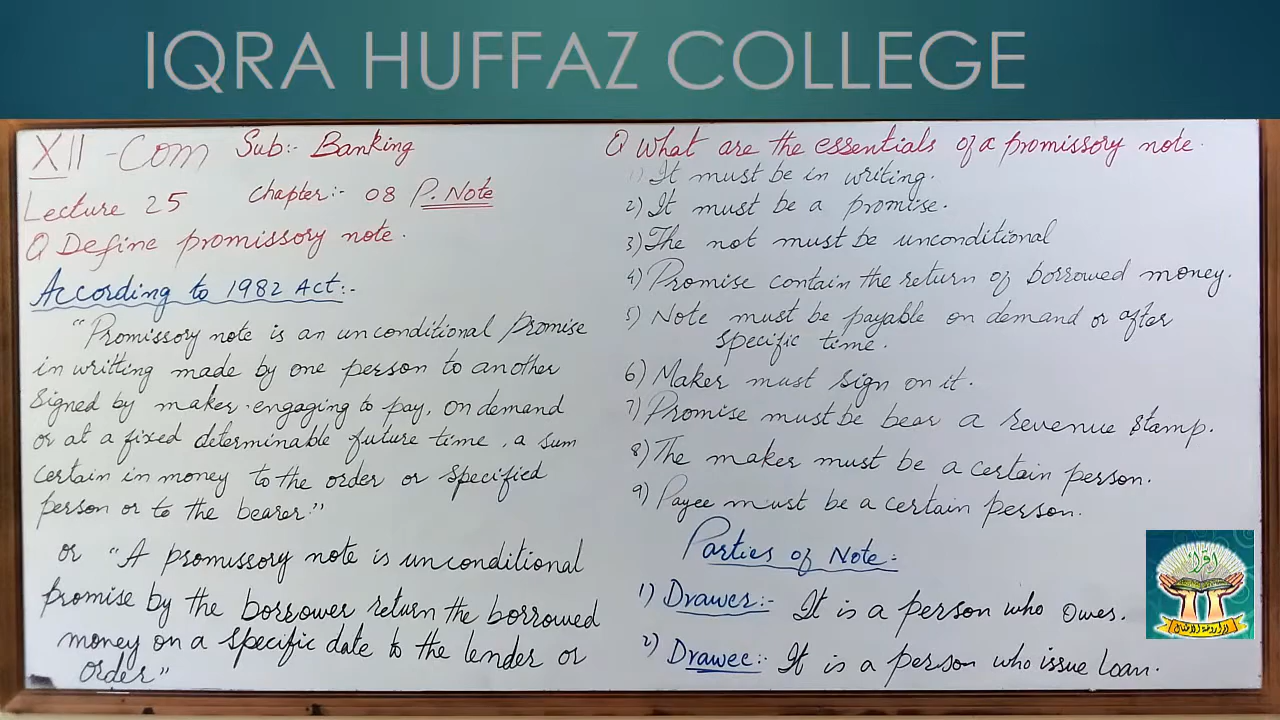 IQRA HUFFAZ COLLEGE
XII - Com Sub:- Banking
Lecture 25 Chapter:- 08 P. Note
Q Define promissory note.
According to 1982 Act:-
"Promissory note is an unconditional promise
in writting made by one person to another
signed by maker, engaging to pay, on demand
or at a fixed determinable future time, a sum
certain in money to the order or specified
person or to the bearer."
or "A promissory note is unconditional
promise by the borrower return the borrowed
money on a specific date to the lender or
order"
Q What are the essentials of a promissory note.
1) It must be in writing.
2) It must be a promise.
3) The not must be unconditional
4) Promise contain the return of borrowed money.
5) Note must be payable on demand or after
specific time.
6) Maker must sign on it.
7) Promise must be bear a revenue stamp.
8) The maker must be a certain person.
9) Payee must be a certain person.
Parties of Note:-
1) Drawer:- It is a person who owes.
2) Drawee:- It is a person who issue loan.
اقرأ